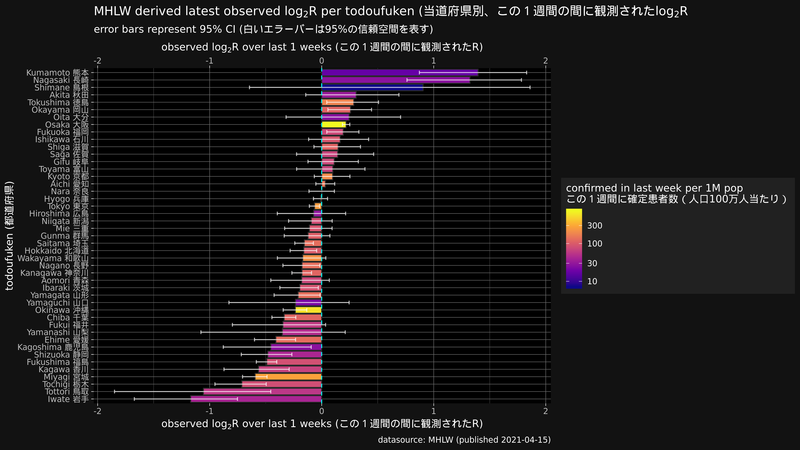 MHLW derived latest observed log₂R per todoufuken (当道府県別、この１週間の間に観測されたlog₂R
error bars represent 95% CI (白いエラーバーは95%の信頼空間を表す)
observed log₂R over last 1 weeks (この１週間の間に観測されたR)
-2 -1 0 1 2
todoufuken (都道府県)
Kumamoto 熊本
Nagasaki 長崎
Shimane 島根
Akita 秋田
Tokushima 徳島
Okayama 岡山
Oita 大分
Osaka 大阪
Fukuoka 福岡
Ishikawa 石川
Shiga 滋賀
Saga 佐賀
Gifu 岐阜
Toyama 富山
Kyoto 京都
Aichi 愛知
Nara 奈良
Hyogo 兵庫
Tokyo 東京
Hiroshima 広島
Niigata 新潟
Mie 三重
Gunma 群馬
Saitama 埼玉
Hokkaido 北海道
Wakayama 和歌山
Nagano 長野
Kanagawa 神奈川
Aomori 青森
Ibaraki 茨城
Yamagata 山形
Yamaguchi 山口
Okinawa 沖縄
Chiba 千葉
Fukui 福井
Yamanashi 山梨
Ehime 愛媛
Kagoshima 鹿児島
Shizuoka 静岡
Fukushima 福島
Kagawa 香川
Miyagi 宮城
Tochigi 栃木
Tottori 鳥取
Iwate 岩手
-2 -1 0 1 2
observed log₂R over last 1 weeks (この１週間の間に観測されたR)
confirmed in last week per 1M pop
この１週間に確定患者数 ( 人口100万人当たり )
300
100
30
10
datasource: MHLW (published 2021-04-15)